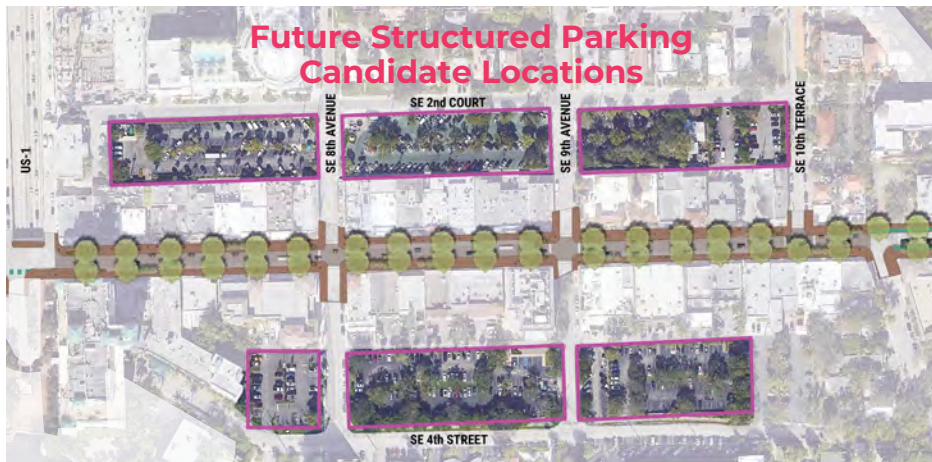 Future Structured Parking
Candidate Locations
SE 2nd COURT
US-1
SE 8th AVENUE
SE 9th AVENUE
SE 10th TERRACE
SE 4th STREET